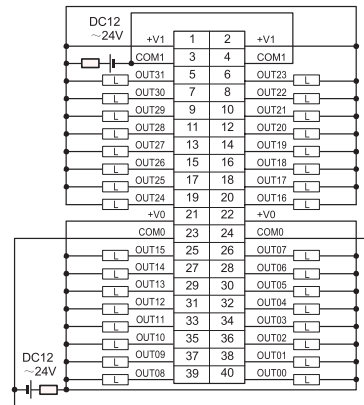 DC12
～24V
+V1 1 2 +V1
COM1 3 4 COM1
OUT31 5 6 OUT23
L L
OUT30 7 8 OUT22
L L
OUT29 9 10 OUT21
L L
OUT28 11 12 OUT20
L L
OUT27 13 14 OUT19
L L
OUT26 15 16 OUT18
L L
OUT25 17 18 OUT17
L L
OUT24 19 20 OUT16
L L
+V0 21 22 +V0
COM0 23 24 COM0
OUT15 25 26 OUT07
L L
OUT14 27 28 OUT06
L L
OUT13 29 30 OUT05
L L
OUT12 31 32 OUT04
L L
OUT11 33 34 OUT03
L L
OUT10 35 36 OUT02
L L
OUT09 37 38 OUT01
L L
DC12
～24V
OUT08 39 40 OUT00
L L